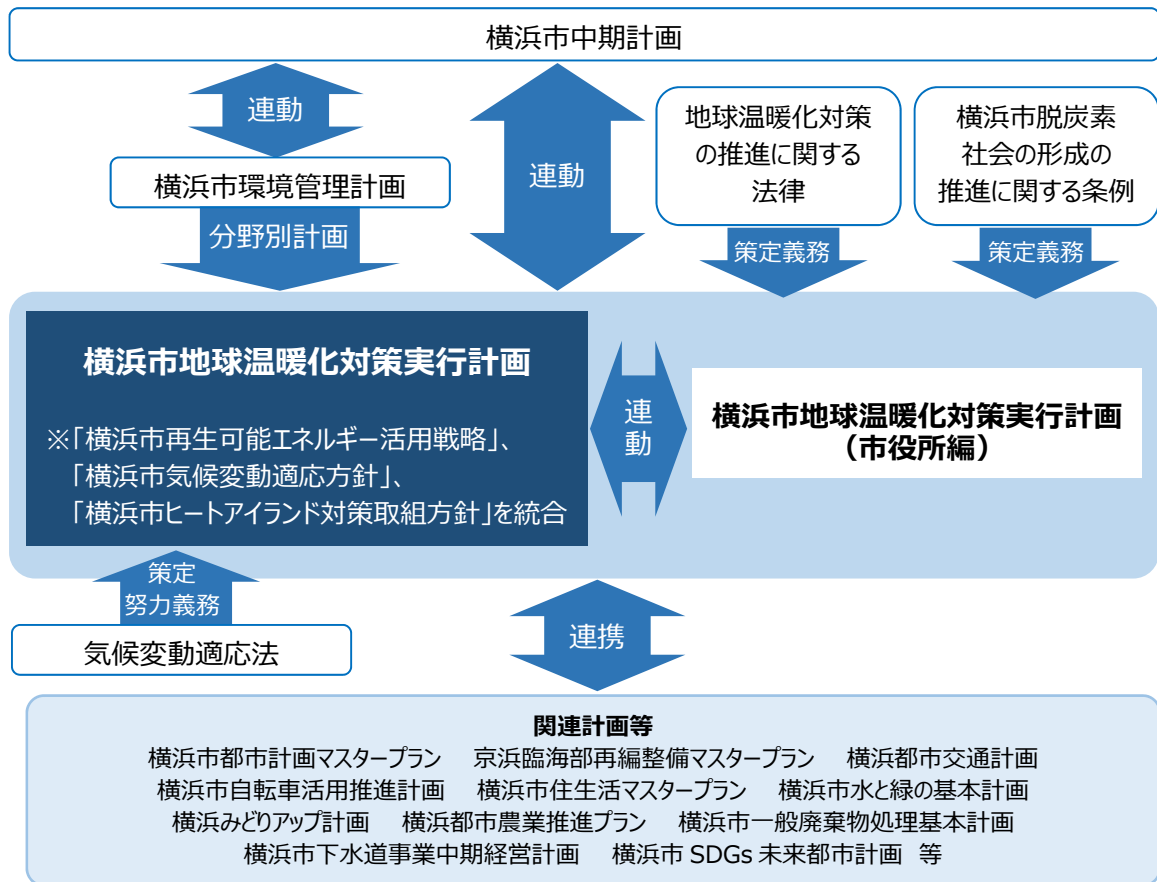 横浜市中期計画
連動
連動
地球温暖化対策
の推進に関する
法律
横浜市脱炭素
社会の形成の
推進に関する条例
横浜市環境管理計画
分野別計画
策定義務
策定義務
横浜市地球温暖化対策実行計画
※「横浜市再生可能エネルギー活用戦略」、
「横浜市気候変動適応方針」、
「横浜市ヒートアイランド対策取組方針」を統合
連
動
横浜市地球温暖化対策実行計画
（市役所編）
策定
努力義務
気候変動適応法
連携
関連計画等
横浜市都市計画マスタープラン 京浜臨海部再編整備マスタープラン 横浜都市交通計画
横浜市自転車活用推進計画 横浜市住生活マスタープラン 横浜市水と緑の基本計画
横浜みどりアップ計画 横浜都市農業推進プラン 横浜市一般廃棄物処理基本計画
横浜市下水道事業中期経営計画 横浜市 SDGs 未来都市計画 等